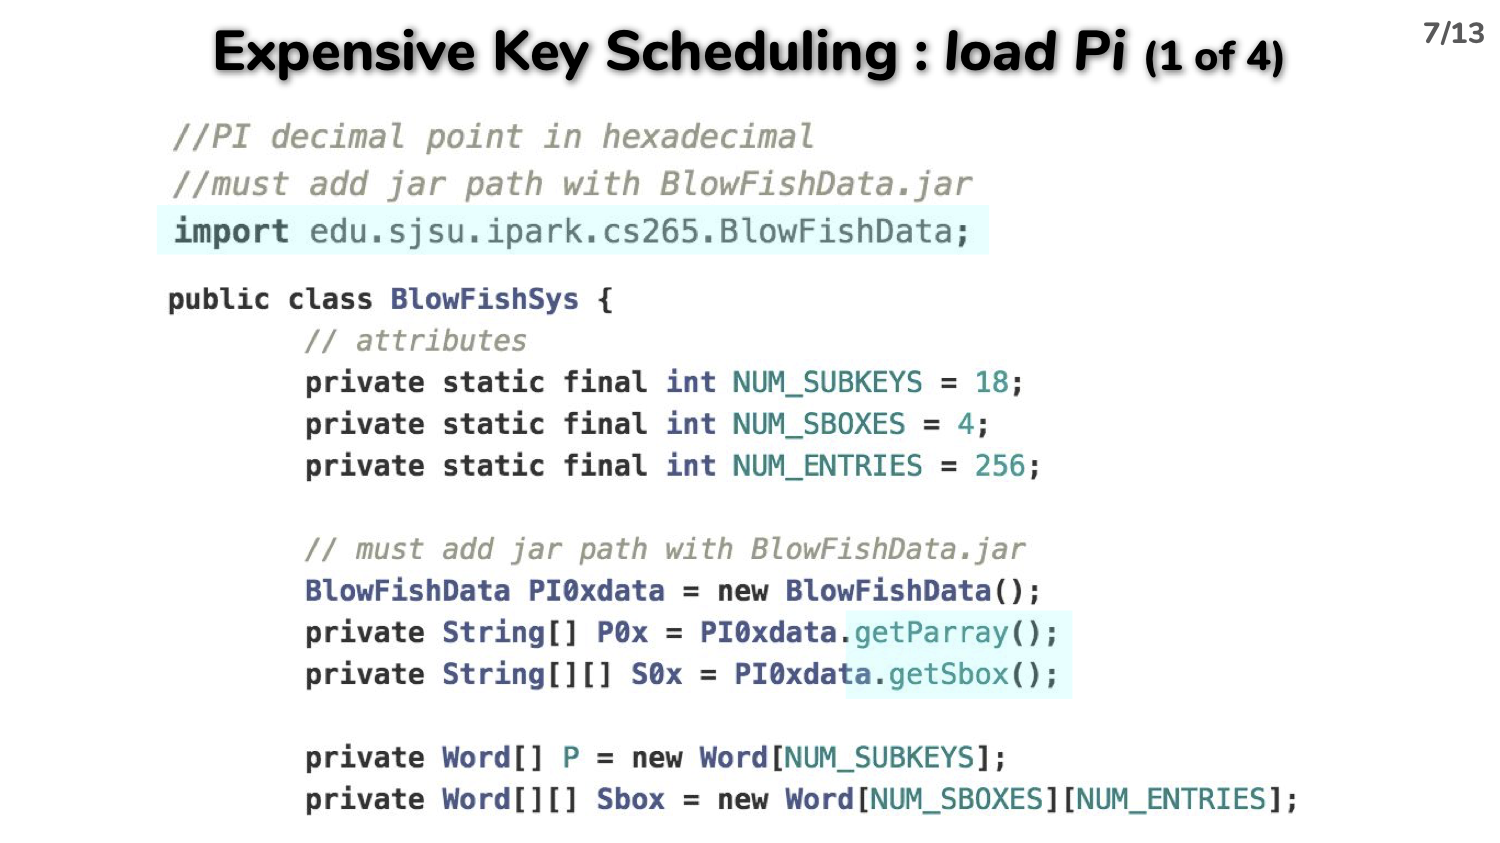 7/13
Expensive Key Scheduling : load Pi (1 of 4)
//PI decimal point in hexadecimal
//must add jar path with BlowFishData.jar
import edu.sjsu.ipark.cs265.BlowFishData;
public class BlowFishSys {
// attributes
private static final int NUM_SUBKEYS = 18;
private static final int NUM_SBOXES = 4;
private static final int NUM_ENTRIES = 256;
// must add jar path with BlowFishData.jar
BlowFishData PI0xdata = new BlowFishData();
private String[] P0x = PI0xdata.getParray();
private String[][] S0x = PI0xdata.getSbox();
private Word[] P = new Word[NUM_SUBKEYS];
private Word[][] Sbox = new Word[NUM_SBOXES][NUM_ENTRIES];